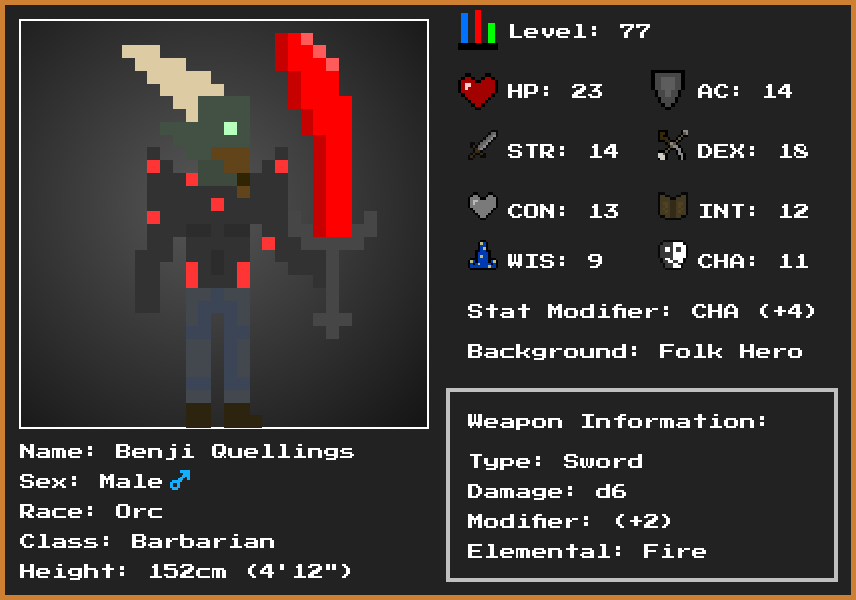 Level: 77
HP: 23
AC: 14
STR: 14
DEX: 18
CON: 13
INT: 12
WIS: 9
CHA: 11
Stat Modifier: CHA (+4)
Background: Folk Hero
Weapon Information:
Type: Sword
Damage: d6
Modifier: (+2)
Elemental: Fire
Name: Benji Quellings
Sex: Male ♂
Race: Orc
Class: Barbarian
Height: 152cm (4'12")